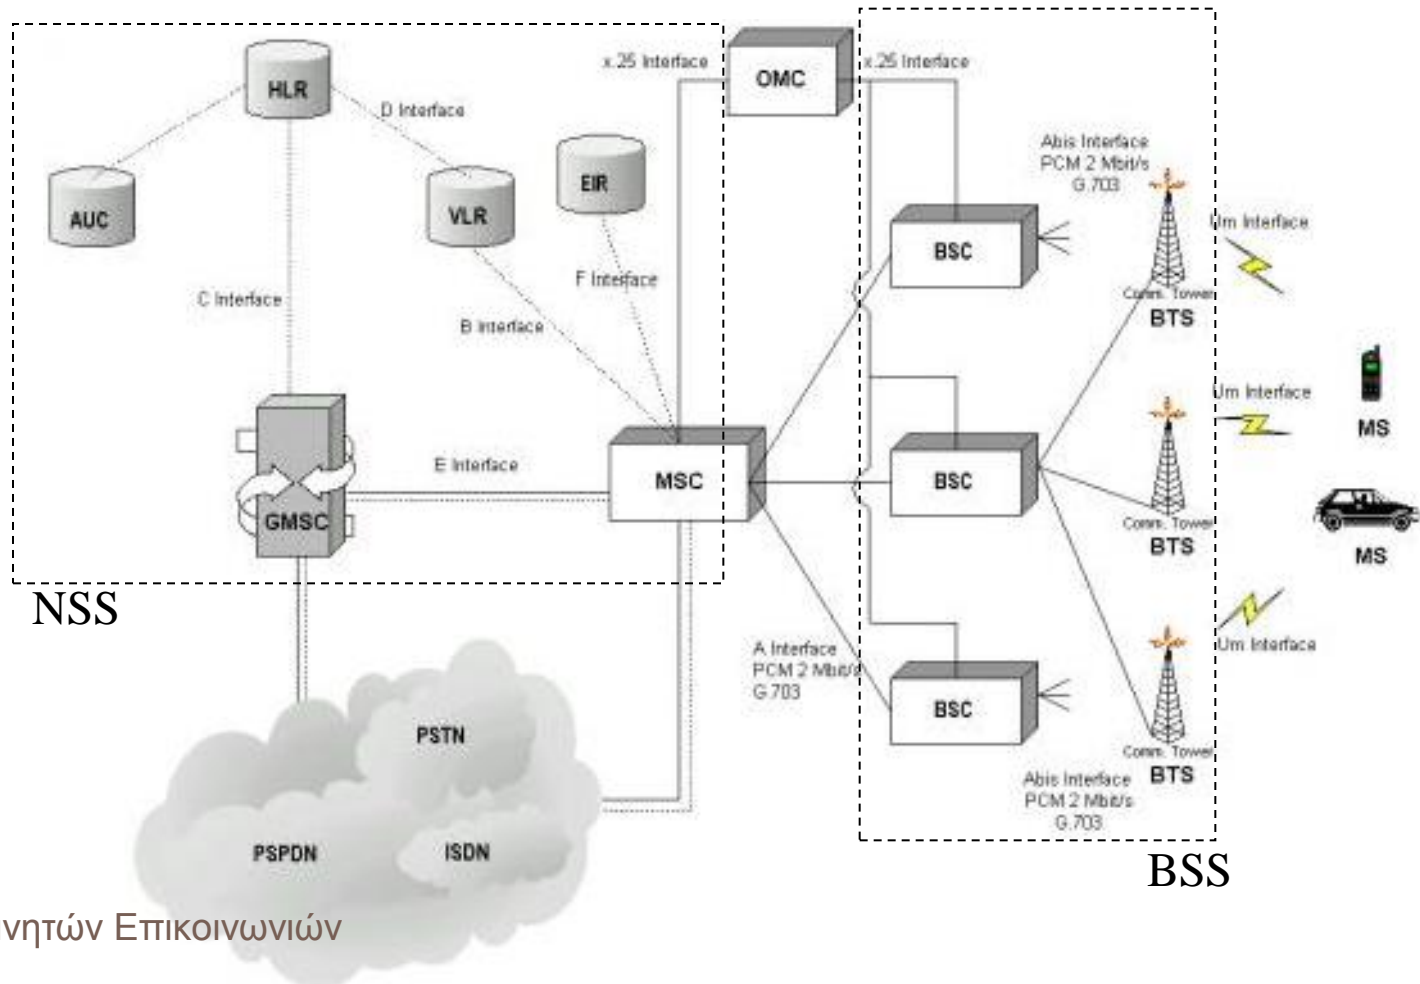 x.25 Interface
OMC
x.25 Interface
HLR
D Interface
AUC
VLR
EIR
Abis Interface
PCM 2 Mbit/s
G.703
BSC
Um Interface
F Interface
C Interface
B Interface
Comm. Tower
BTS
Um Interface
MS
E Interface
MSC
BSC
GMSC
Comm. Tower
BTS
MS
NSS
A Interface
PCM 2 Mbit/s
G.703
Um Interface
BSC
PSTN
Comm. Tower
BTS
Abis Interface
PCM 2 Mbit/s
G.703
PSPDN
ISDN
BSS
νητών Επικοινωνιών